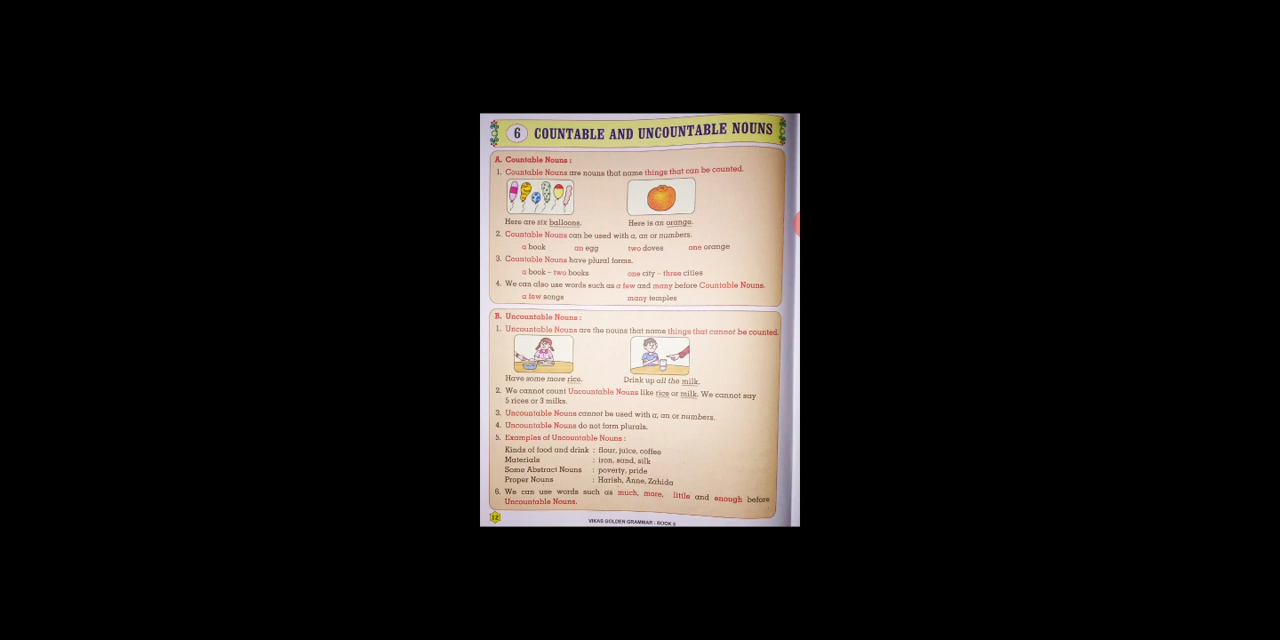 6 COUNTABLE AND UNCOUNTABLE NOUNS
A. Countable Nouns :
1. Countable Nouns are nouns that name things that can be counted.
Here are six balloons. Here is an orange.
2. Countable Nouns can be used with a, an or numbers.
a book an egg two doves one orange
3. Countable Nouns have plural forms.
a book – two books one city – three cities
4. We can also use words such as a few and many before Countable Nouns.
a few songs many temples
B. Uncountable Nouns :
1. Uncountable Nouns are the nouns that name things that cannot be counted.
Have some more rice. Drink up all the milk.
2. We cannot count Uncountable Nouns like rice or milk. We cannot say
5 rices or 3 milks.
3. Uncountable Nouns cannot be used with a, an or numbers.
4. Uncountable Nouns do not form plurals.
5. Examples of Uncountable Nouns :
Kinds of food and drink : flour, juice, coffee
Materials : iron, sand, silk
Some Abstract Nouns : poverty, pride
Proper Nouns : Harish, Anne, Zahida
6. We can use words such as much, more, little and enough before
Uncountable Nouns.
VIKAS GOLDEN GRAMMAR : BOOK